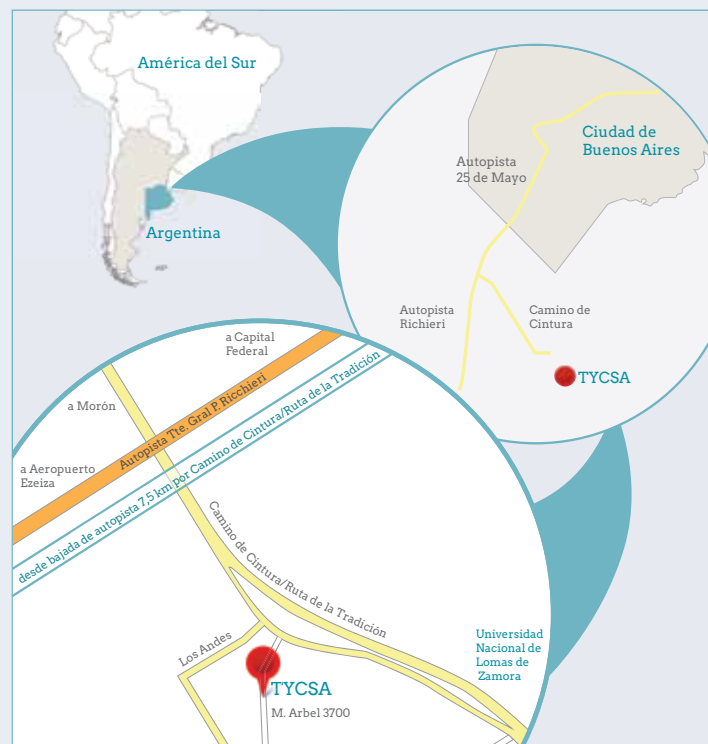 América del Sur
Argentina
Ciudad de
Buenos Aires
Autopista
25 de Mayo
Autopista
Richieri
Camino de
Cintura
TYCSA
a Capital
Federal
a Morón
Autopista Tte. Gral P. Ricchieri
a Aeropuerto
Ezeiza
desde bajada de autopista 7,5 km por Camino de Cintura/Ruta de la Tradición
Camino de Cintura/Ruta de la Tradición
Los Andes
Universidad
Nacional de
Lomas de
Zamora
TYCSA
M. Arbel 3700